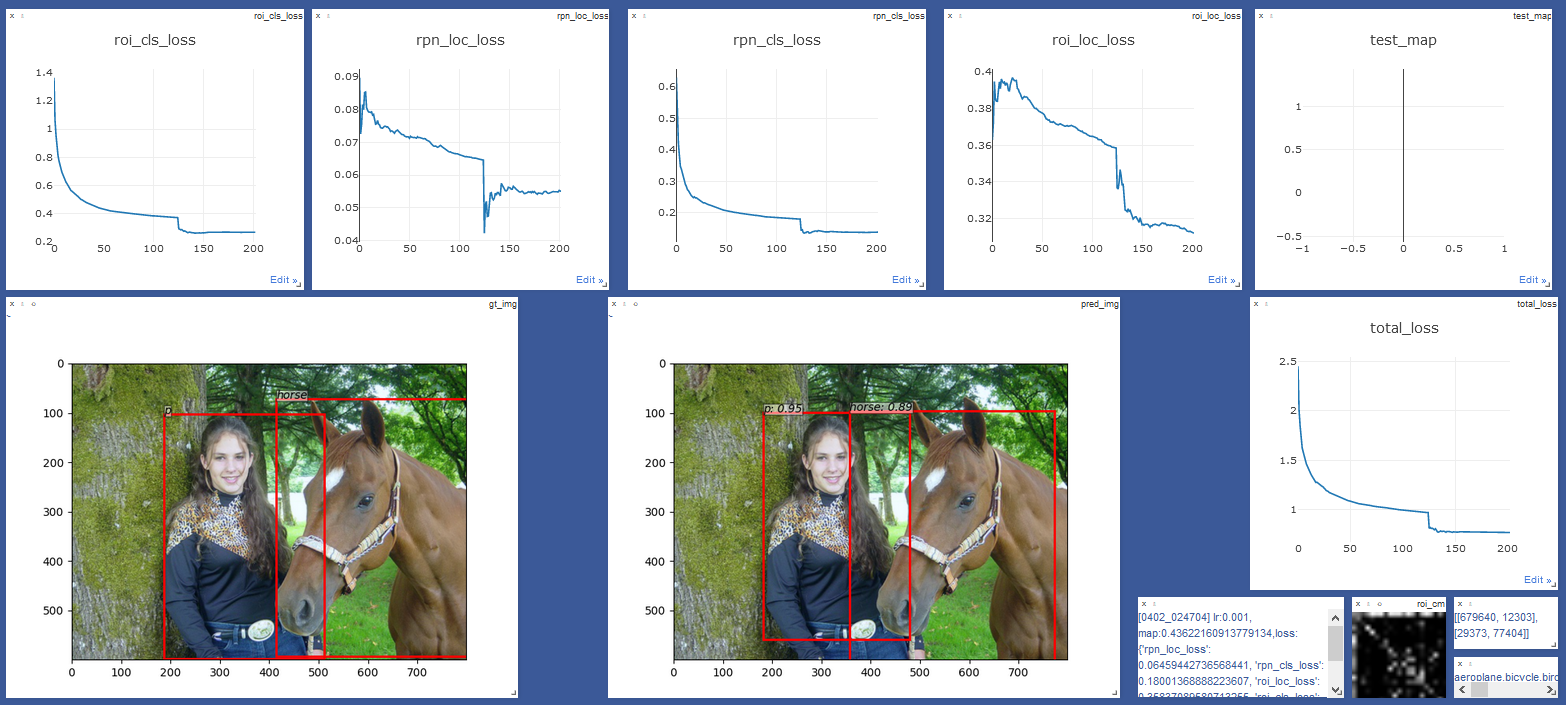 roi_cls_loss
roi_cls_loss
1.4
1.2
1
0.8
0.6
0.4
0.2
0 50 100 150 200
Edit »
rpn_loc_loss
rpn_loc_loss
0.09
0.08
0.07
0.06
0.05
0.04
0 50 100 150 200
Edit »
rpn_cls_loss
rpn_cls_loss
0.6
0.5
0.4
0.3
0.2
0 50 100 150 200
Edit »
roi_loc_loss
roi_loc_loss
0.4
0.38
0.36
0.34
0.32
0 50 100 150 200
Edit »
test_map
test_map
1
0.5
0
−0.5
−1 −0.5 0 0.5 1
Edit »
gt_img
0
100
200
300
400
500
0 100 200 300 400 500 600 700
p
horse
pred_img
0
100
200
300
400
500
0 100 200 300 400 500 600 700
p: 0.95
horse: 0.89
total_loss
total_loss
2.5
2
1.5
1
0 50 100 150 200
Edit »
[0402_024704] lr:0.001,
map:0.43622160913779134,loss:
{'rpn_loc_loss':
0.06459442736568441, 'rpn_cls_loss':
0.18001368888223607, 'roi_loc_loss':
roi_cm
[[679640, 12303],
[29373, 77404]]
aeroplane.bicycle.bird